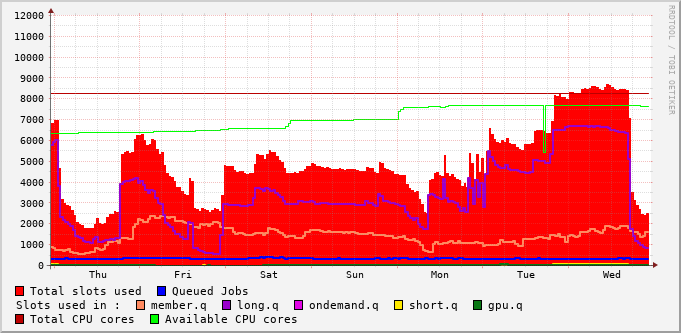 12000
11000
10000
9000
8000
7000
6000
5000
4000
3000
2000
1000
0
Thu Fri Sat Sun Mon Tue Wed
RRDTOOL / TOBI OETIKER
Total slots used Queued Jobs
Slots used in : member.q long.q ondemand.q short.q gpu.q
Total CPU cores Available CPU cores